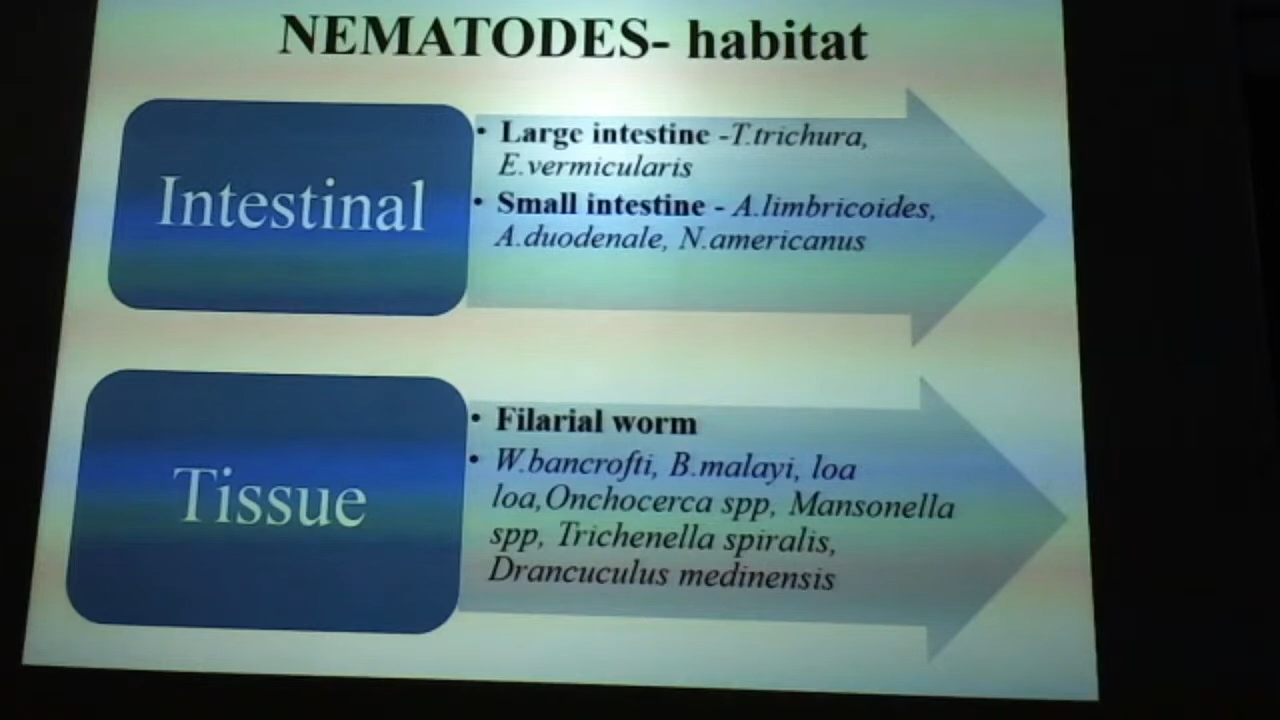 NEMATODES- habitat
Intestinal
• Large intestine -T.trichura,
E.vermicularis
• Small intestine - A.limbricoides,
A.duodenale, N.americanus
Tissue
• Filarial worm
• W.bancrofti, B.malayi, loa
loa,Onchocerca spp, Mansonella
spp, Trichenella spiralis,
Drancuculus medinensis